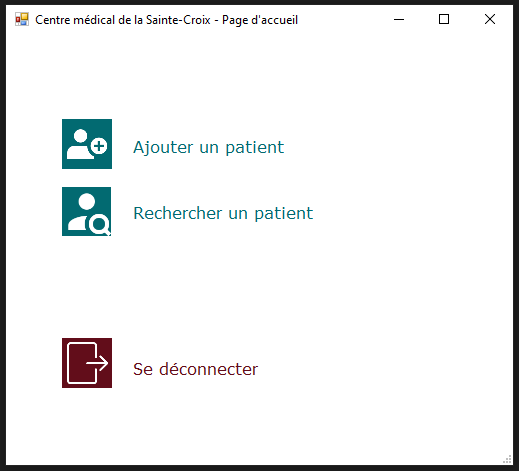 Centre médical de la Sainte-Croix - Page d'accueil
Ajouter un patient
Rechercher un patient
Se déconnecter